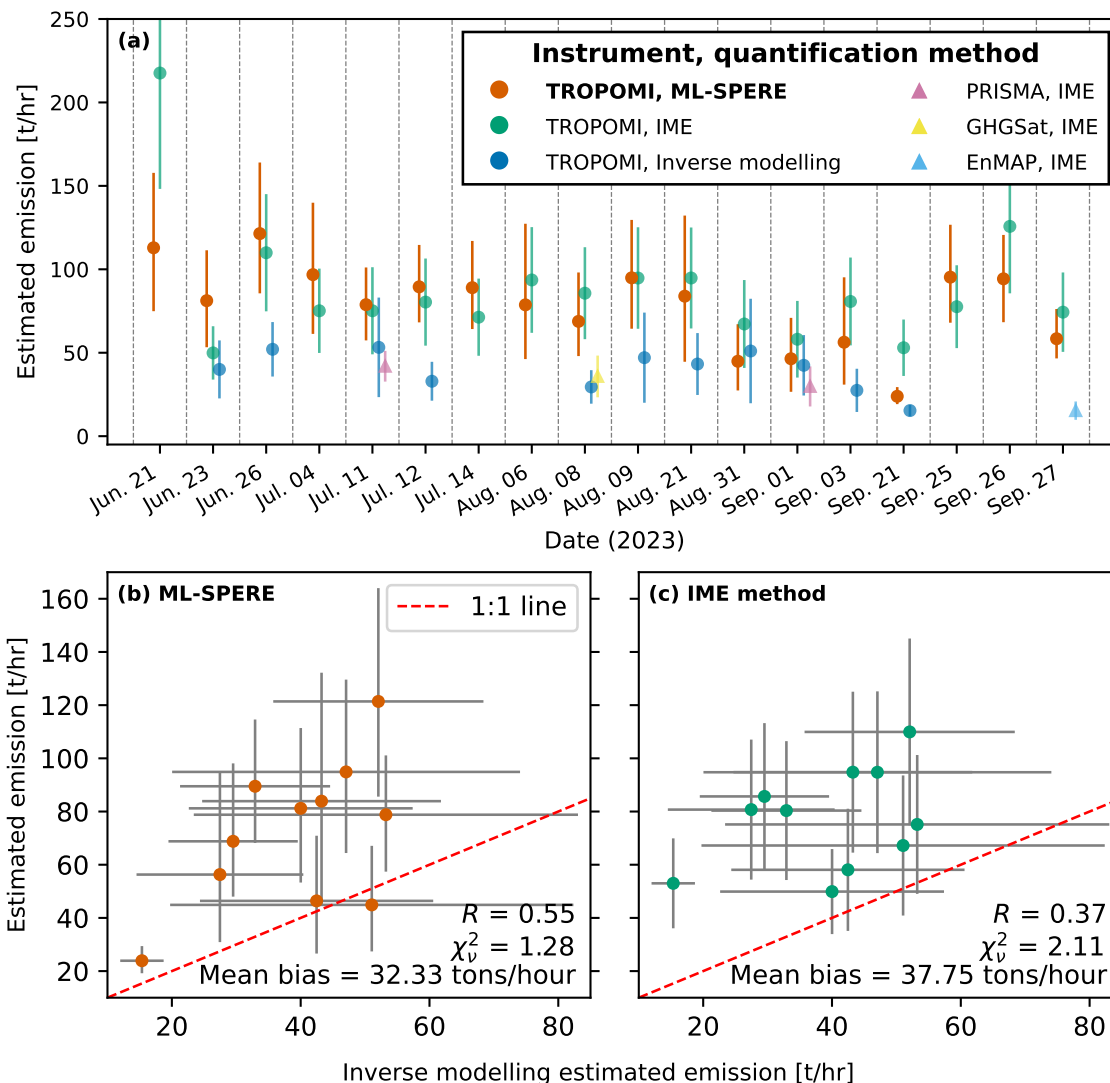 (a)
Instrument, quantification method
TROPOMI, ML-SPERE
TROPOMI, IME
TROPOMI, Inverse modelling
PRISMA, IME
GHGSat, IME
EnMAP, IME
Estimated emission [t/hr]
250
200
150
100
50
0
Jun. 21
Jun. 23
Jun. 26
Jul. 04
Jul. 11
Jul. 12
Jul. 14
Aug. 06
Aug. 08
Aug. 09
Aug. 21
Aug. 31
Sep. 01
Sep. 03
Sep. 21
Sep. 25
Sep. 26
Sep. 27
Date (2023)
(b) ML-SPERE
1:1 line
Estimated emission [t/hr]
160
140
120
100
80
60
40
20
R = 0.55
χ²ᵥ = 1.28
Mean bias = 32.33 tons/hour
20
40
60
80
(c) IME method
R = 0.37
χ²ᵥ = 2.11
Mean bias = 37.75 tons/hour
20
40
60
80
Inverse modelling estimated emission [t/hr]